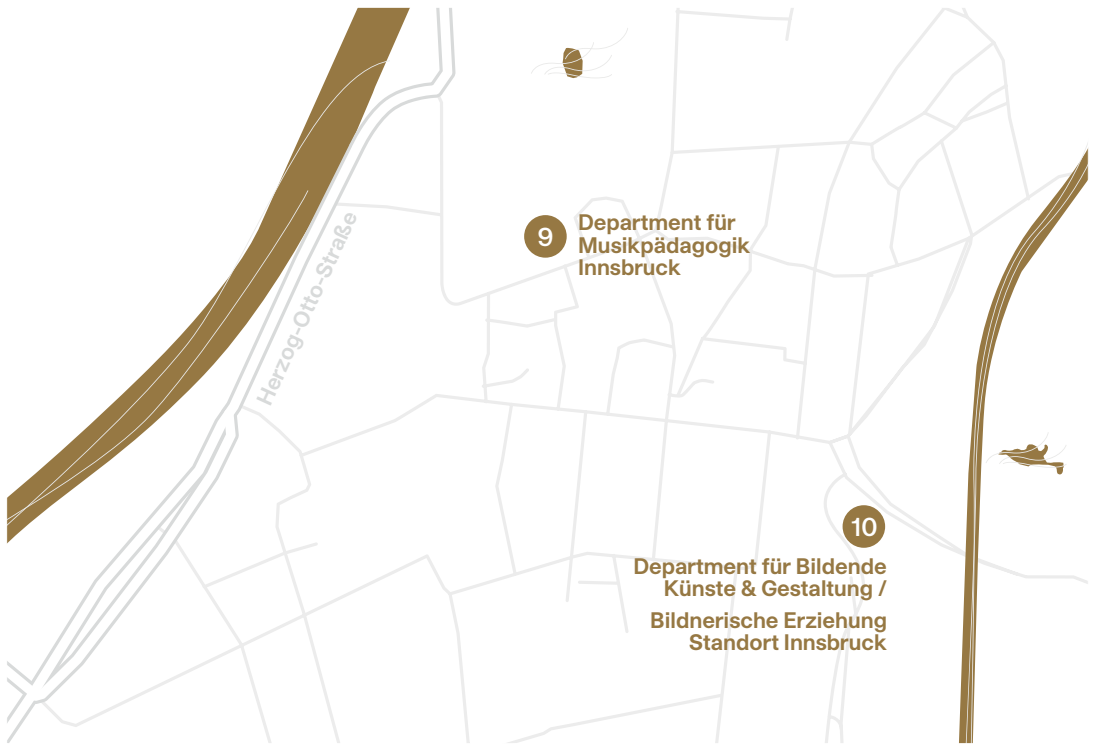 Herzog-Otto-Straße
9
Department für
Musikpädagogik
Innsbruck
10
Department für Bildende
Künste & Gestaltung /
Bildnerische Erziehung
Standort Innsbruck